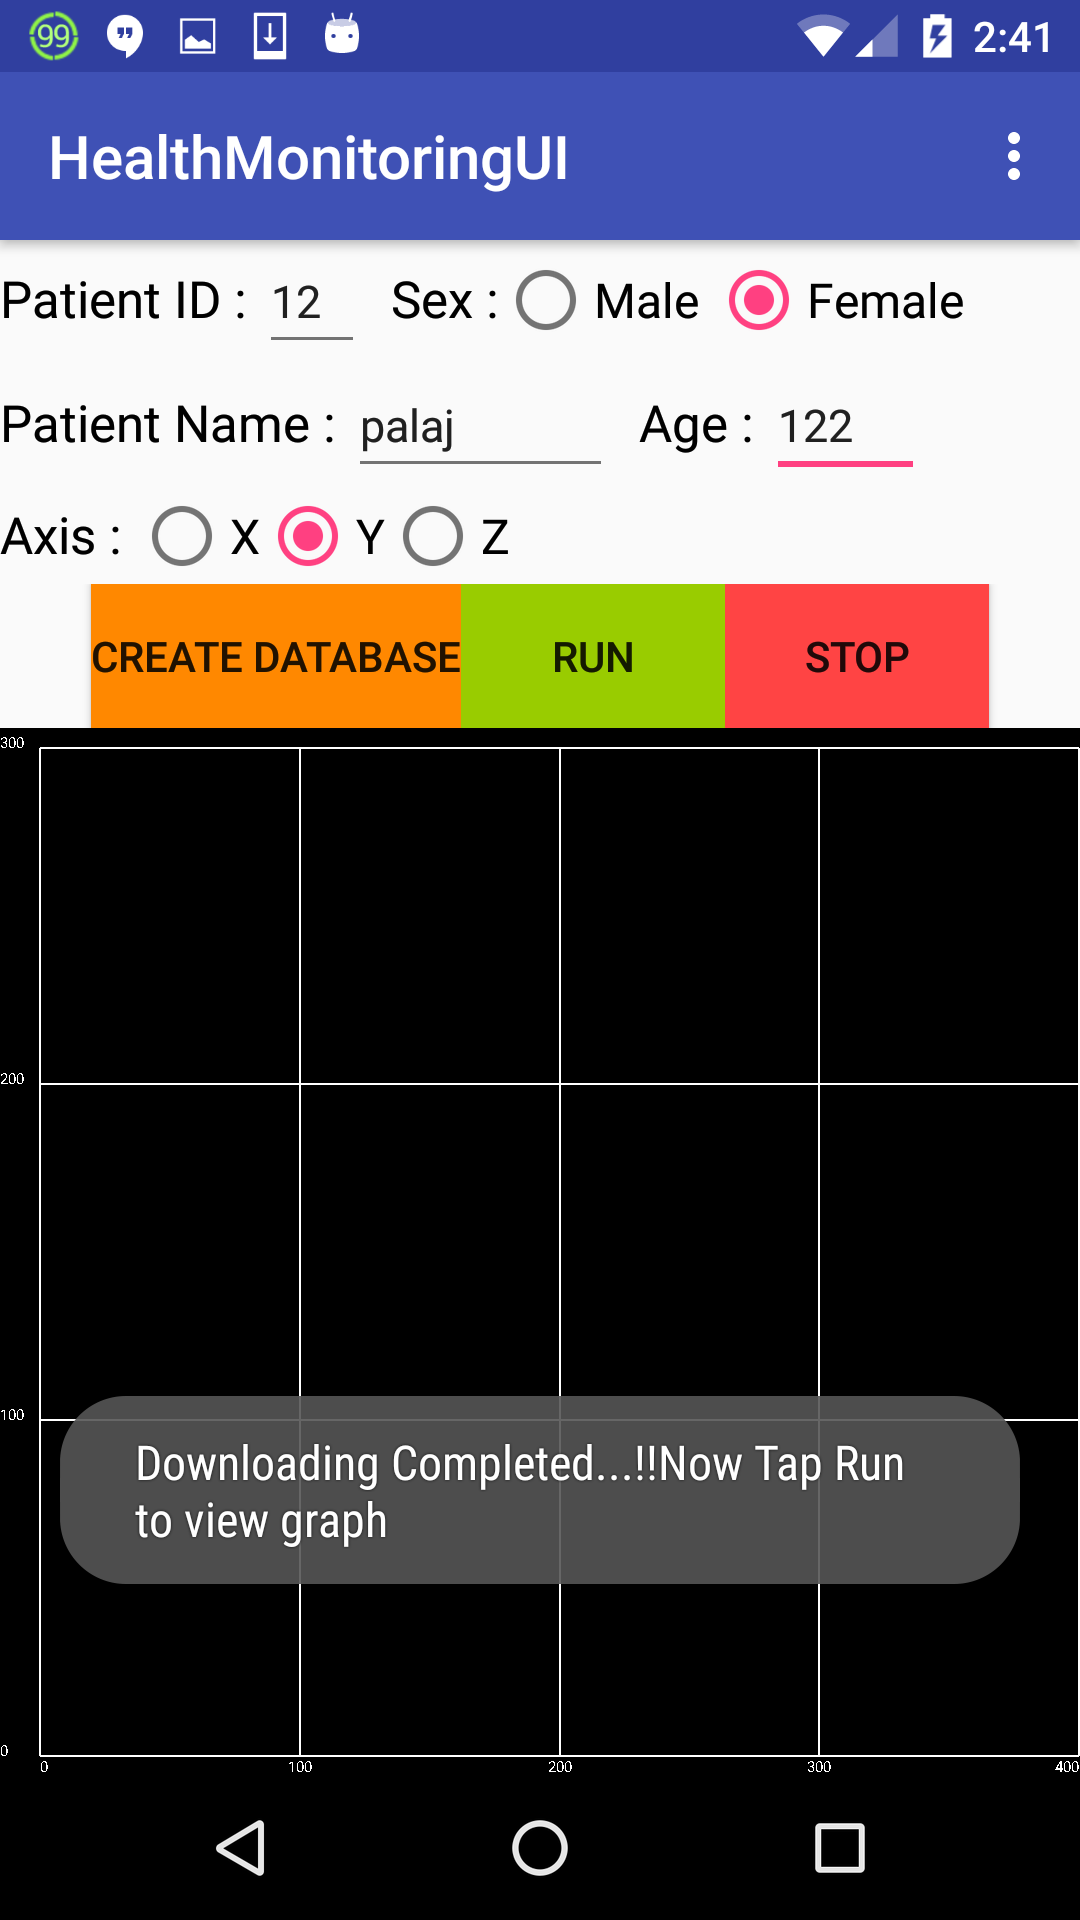 99 2:41
HealthMonitoringUI
Patient ID : 12 Sex : Male Female
Patient Name : palaj Age : 122
Axis : X Y Z
CREATE DATABASE RUN STOP
300
200
100
Downloading Completed...!!Now Tap Run
to view graph
0
0 100 200 300 400